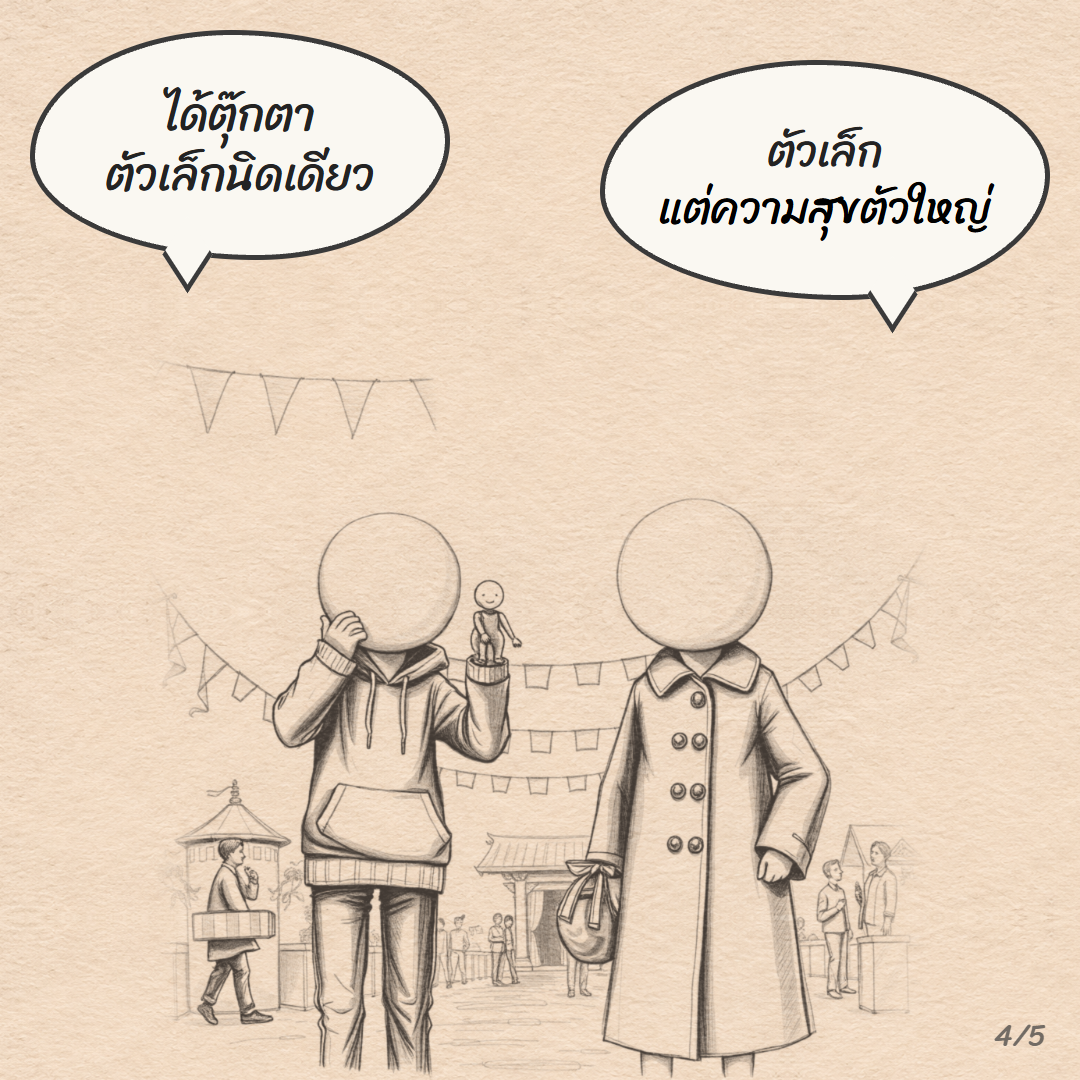 ได้ตุ๊กตา
ตัวเล็กนิดเดียว
ตัวเล็ก
แต่ความสุขตัวใหญ่
4/5